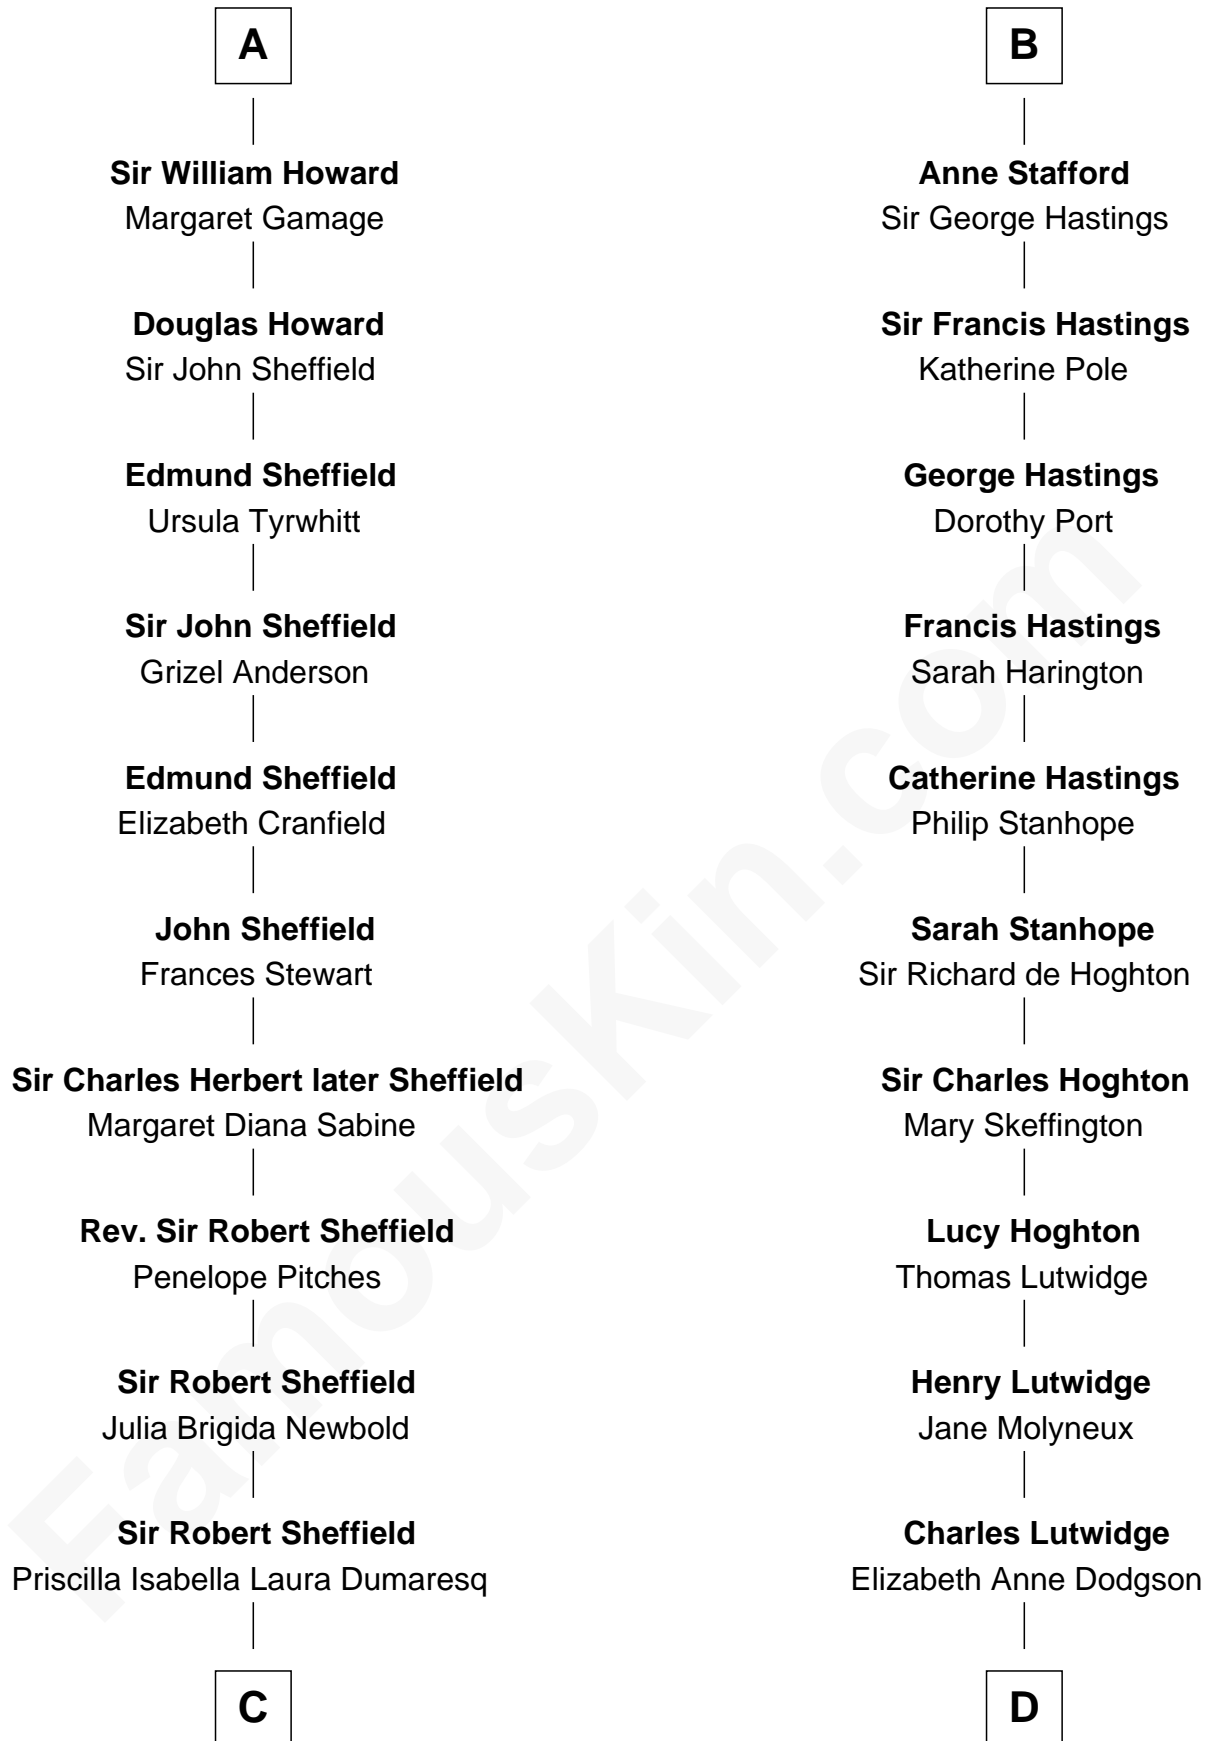 A
Sir William Howard
Margaret Gamage
Douglas Howard
Sir John Sheffield
Edmund Sheffield
Ursula Tyrwhitt
Sir John Sheffield
Grizel Anderson
Edmund Sheffield
Elizabeth Cranfield
John Sheffield
Frances Stewart
Sir Charles Herbert later Sheffield
Margaret Diana Sabine
Rev. Sir Robert Sheffield
Penelope Pitches
Sir Robert Sheffield
Julia Brigida Newbold
Sir Robert Sheffield
Priscilla Isabella Laura Dumaresq
C
B
Anne Stafford
Sir George Hastings
Sir Francis Hastings
Katherine Pole
George Hastings
Dorothy Port
Francis Hastings
Sarah Harington
Catherine Hastings
Philip Stanhope
Sarah Stanhope
Sir Richard de Hoghton
Sir Charles Hoghton
Mary Skeffington
Lucy Hoghton
Thomas Lutwidge
Henry Lutwidge
Jane Molyneux
Charles Lutwidge
Elizabeth Anne Dodgson
D
FamousKin.com